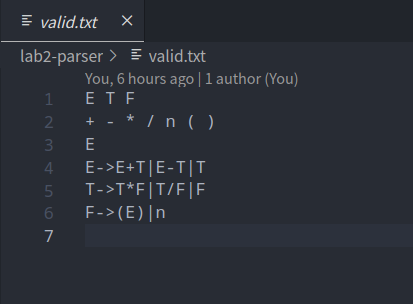 valid.txt
lab2-parser > valid.txt
You, 6 hours ago | 1 author (You)
1 E T F
2 + - * / n ( )
3 E
4 E->E+T|E-T|T
5 T->T*F|T/F|F
6 F->(E)|n
7